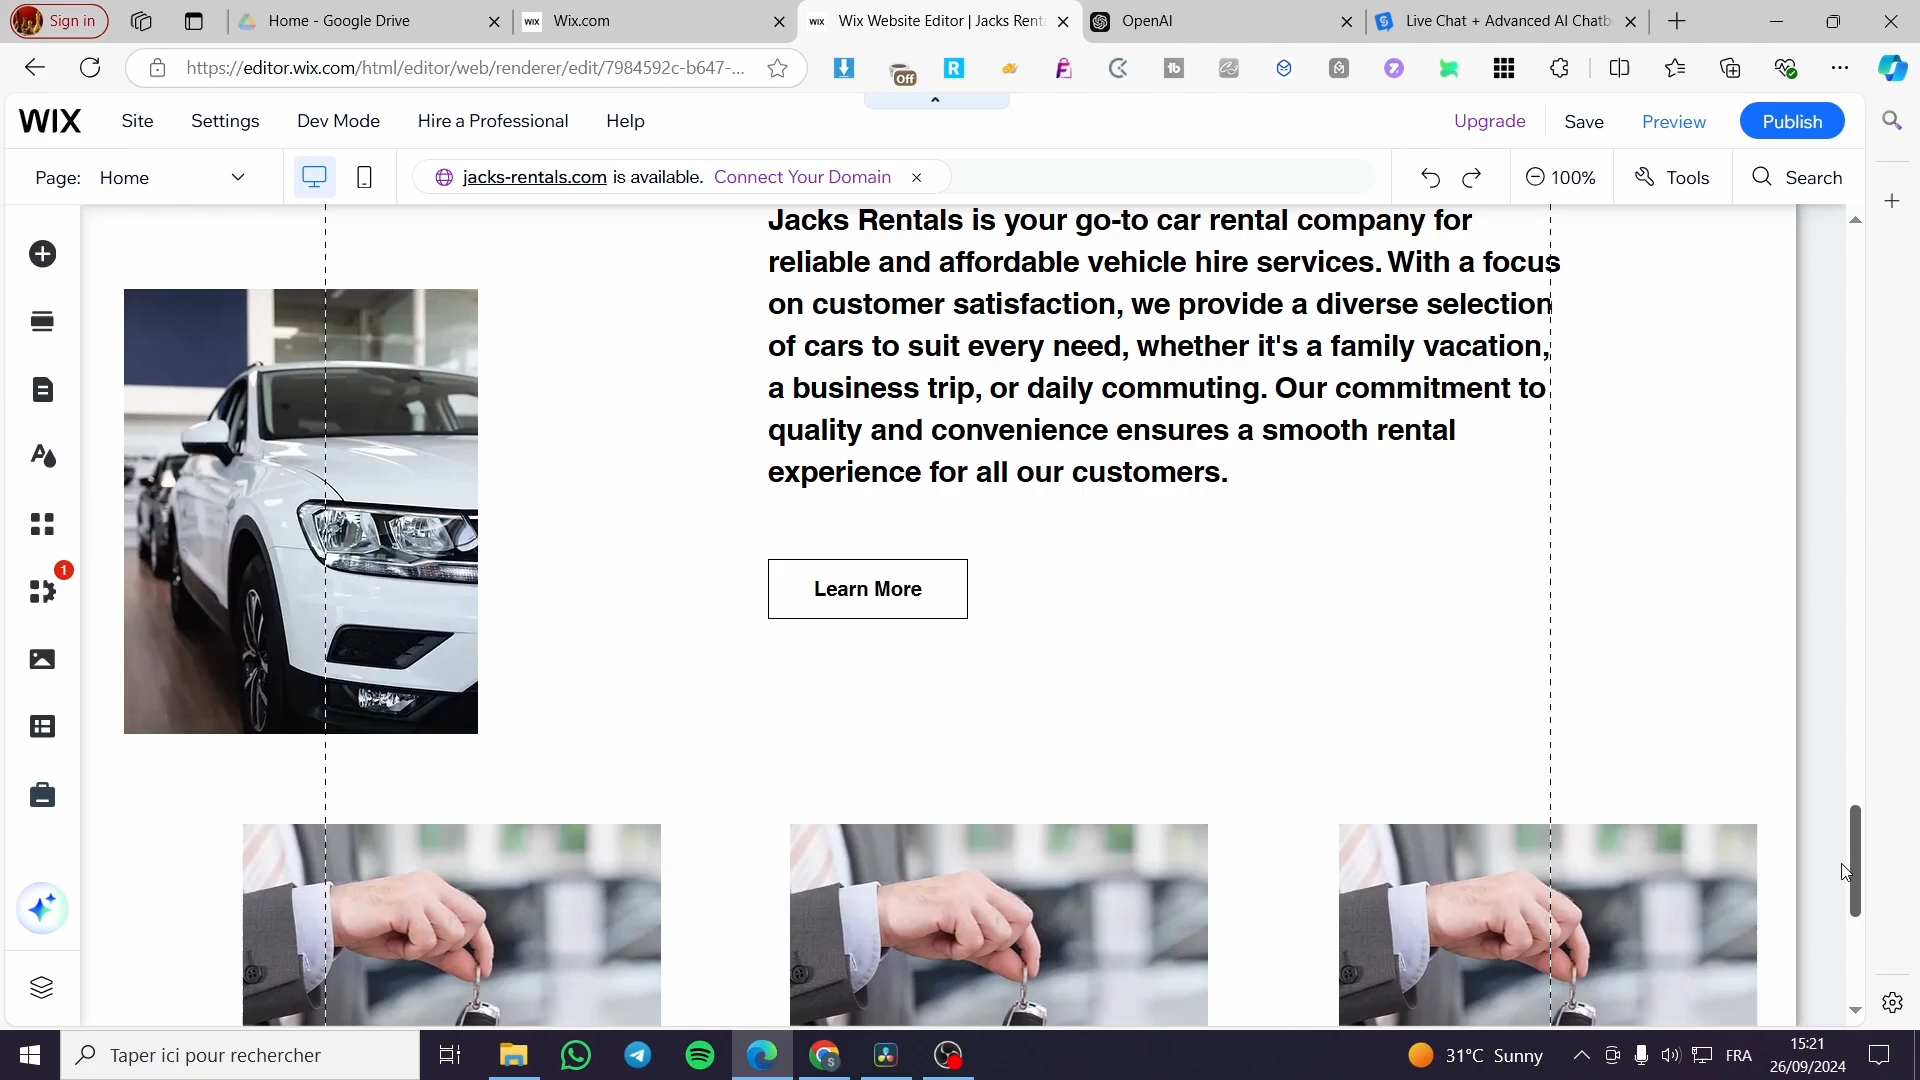 Sign in
Home - Google Drive
WIX
Wix.com
WIX
Wix Website Editor | Jacks Rent
OpenAI
Live Chat + Advanced AI Chatb
https://editor.wix.com/html/editor/web/renderer/edit/7984592c-b647-...
Off
WIX
Site
Settings
Dev Mode
Hire a Professional
Help
Upgrade
Save
Preview
Publish
Page:
Home
jacks-rentals.com is available. Connect Your Domain
100%
Tools
Search
Jacks Rentals is your go-to car rental company for
reliable and affordable vehicle hire services. With a focus
on customer satisfaction, we provide a diverse selection
of cars to suit every need, whether it's a family vacation,
a business trip, or daily commuting. Our commitment to
quality and convenience ensures a smooth rental
experience for all our customers.
Learn More
1
Taper ici pour rechercher
31°C Sunny
FRA
15:21
26/09/2024